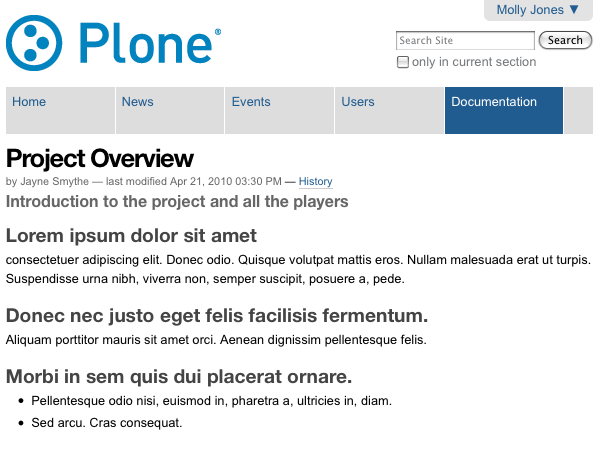 Molly Jones ▼
Plone®
Search Site
Search
only in current section
Home
News
Events
Users
Documentation
Project Overview
by Jayne Smythe — last modified Apr 21, 2010 03:30 PM — History
Introduction to the project and all the players
Lorem ipsum dolor sit amet
consectetuer adipiscing elit. Donec odio. Quisque volutpat mattis eros. Nullam malesuada erat ut turpis.
Suspendisse urna nibh, viverra non, semper suscipit, posuere a, pede.
Donec nec justo eget felis facilisis fermentum.
Aliquam porttitor mauris sit amet orci. Aenean dignissim pellentesque felis.
Morbi in sem quis dui placerat ornare.
• Pellentesque odio nisi, euismod in, pharetra a, ultricies in, diam.
• Sed arcu. Cras consequat.